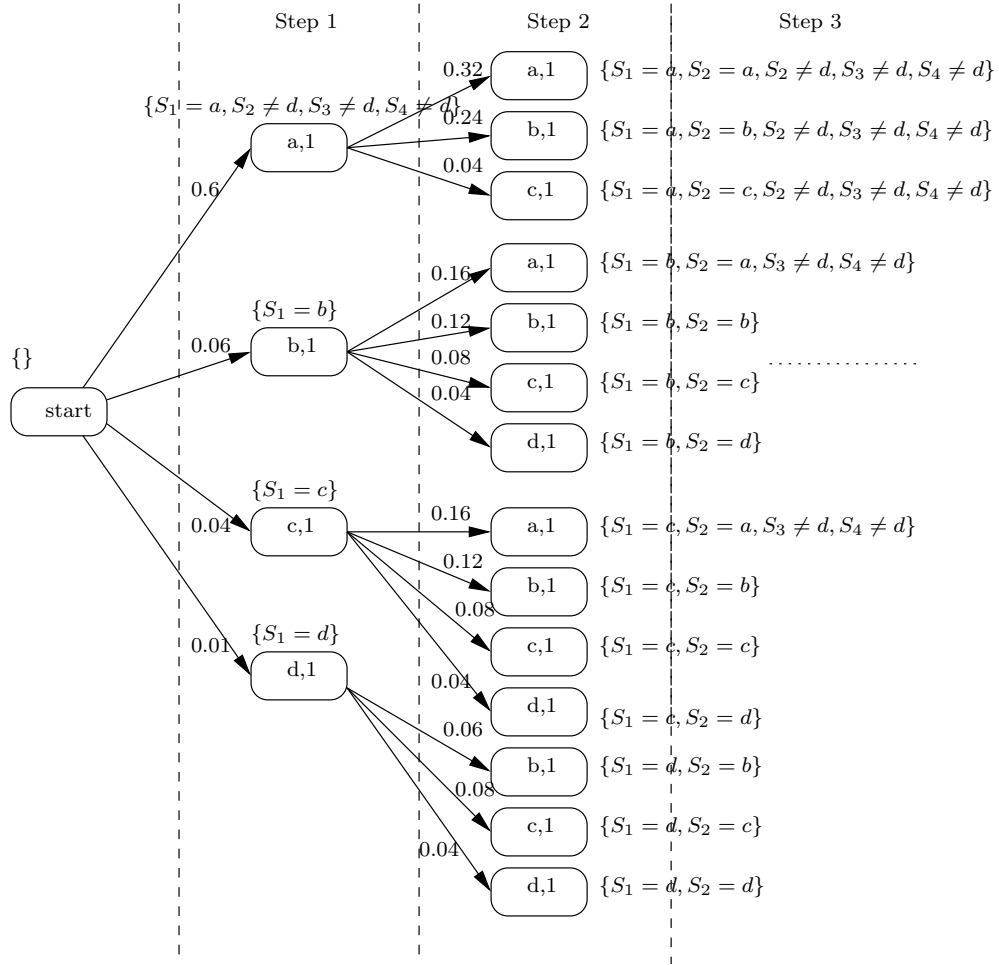 Step 1
Step 2
Step 3
0.32
a,1
{S₁ = a, S₂ = a, S₂ ≠ d, S₃ ≠ d, S₄ ≠ d}
{S₁ = a, S₂ ≠ d, S₃ ≠ d, S₄ ≠ d}
0.24
b,1
{S₁ = a, S₂ = b, S₂ ≠ d, S₃ ≠ d, S₄ ≠ d}
a,1
0.04
c,1
{S₁ = a, S₂ = c, S₂ ≠ d, S₃ ≠ d, S₄ ≠ d}
0.6
0.16
a,1
{S₁ = b, S₂ = a, S₃ ≠ d, S₄ ≠ d}
{S₁ = b}
0.12
b,1
{S₁ = b, S₂ = b}
0.06
b,1
{}
0.08
c,1
{S₁ = b, S₂ = c}
0.04
start
d,1
{S₁ = b, S₂ = d}
{S₁ = c}
0.16
a,1
{S₁ = c, S₂ = a, S₃ ≠ d, S₄ ≠ d}
0.04
c,1
0.12
b,1
{S₁ = c, S₂ = b}
0.08
c,1
{S₁ = c, S₂ = c}
{S₁ = d}
0.01
d,1
0.04
d,1
{S₁ = c, S₂ = d}
0.06
b,1
{S₁ = d, S₂ = b}
0.08
c,1
{S₁ = d, S₂ = c}
0.04
d,1
{S₁ = d, S₂ = d}